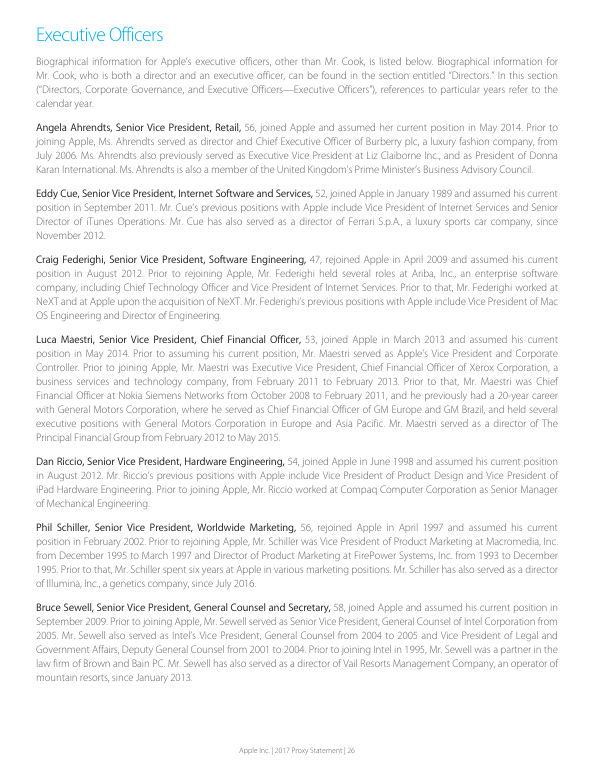 Executive Officers
Biographical information for Apple's executive officers, other than Mr. Cook, is listed below. Biographical information for
Mr. Cook, who is both a director and an executive officer, can be found in the section entitled “Directors.” In this section
(“Directors, Corporate Governance, and Executive Officers—Executive Officers”), references to particular years refer to the
calendar year.
Angela Ahrendts, Senior Vice President, Retail, 56, joined Apple and assumed her current position in May 2014. Prior to
joining Apple, Ms. Ahrendts served as director and Chief Executive Officer of Burberry plc, a luxury fashion company, from
July 2006. Ms. Ahrendts also previously served as Executive Vice President at Liz Claiborne Inc., and as President of Donna
Karan International. Ms. Ahrendts is also a member of the United Kingdom's Prime Minister's Business Advisory Council.
Eddy Cue, Senior Vice President, Internet Software and Services, 52, joined Apple in January 1989 and assumed his current
position in September 2011. Mr. Cue's previous positions with Apple include Vice President of Internet Services and Senior
Director of iTunes Operations. Mr. Cue has also served as a director of Ferrari S.p.A., a luxury sports car company, since
November 2012.
Craig Federighi, Senior Vice President, Software Engineering, 47, rejoined Apple in April 2009 and assumed his current
position in August 2012. Prior to rejoining Apple, Mr. Federighi held several roles at Ariba, Inc., an enterprise software
company, including Chief Technology Officer and Vice President of Internet Services. Prior to that, Mr. Federighi worked at
NeXT and at Apple upon the acquisition of NeXT. Mr. Federighi's previous positions with Apple include Vice President of Mac
OS Engineering and Director of Engineering.
Luca Maestri, Senior Vice President, Chief Financial Officer, 53, joined Apple in March 2013 and assumed his current
position in May 2014. Prior to assuming his current position, Mr. Maestri served as Apple's Vice President and Corporate
Controller. Prior to joining Apple, Mr. Maestri was Executive Vice President, Chief Financial Officer of Xerox Corporation, a
business services and technology company, from February 2011 to February 2013. Prior to that, Mr. Maestri was Chief
Financial Officer at Nokia Siemens Networks from October 2008 to February 2011, and he previously had a 20-year career
with General Motors Corporation, where he served as Chief Financial Officer of GM Europe and GM Brazil, and held several
executive positions with General Motors Corporation in Europe and Asia Pacific. Mr. Maestri served as a director of The
Principal Financial Group from February 2012 to May 2015.
Dan Riccio, Senior Vice President, Hardware Engineering, 54, joined Apple in June 1998 and assumed his current position
in August 2012. Mr. Riccio's previous positions with Apple include Vice President of Product Design and Vice President of
iPad Hardware Engineering. Prior to joining Apple, Mr. Riccio worked at Compaq Computer Corporation as Senior Manager
of Mechanical Engineering.
Phil Schiller, Senior Vice President, Worldwide Marketing, 56, rejoined Apple in April 1997 and assumed his current
position in February 2002. Prior to rejoining Apple, Mr. Schiller was Vice President of Product Marketing at Macromedia, Inc.
from December 1995 to March 1997 and Director of Product Marketing at FirePower Systems, Inc. from 1993 to December
1995. Prior to that, Mr. Schiller spent six years at Apple in various marketing positions. Mr. Schiller has also served as a director
of Illumina, Inc., a genetics company, since July 2016.
Bruce Sewell, Senior Vice President, General Counsel and Secretary, 58, joined Apple and assumed his current position in
September 2009. Prior to joining Apple, Mr. Sewell served as Senior Vice President, General Counsel of Intel Corporation from
2005. Mr. Sewell also served as Intel's Vice President, General Counsel from 2004 to 2005 and Vice President of Legal and
Government Affairs, Deputy General Counsel from 2001 to 2004. Prior to joining Intel in 1995, Mr. Sewell was a partner in the
law firm of Brown and Bain PC. Mr. Sewell has also served as a director of Vail Resorts Management Company, an operator of
mountain resorts, since January 2013.
Apple Inc. | 2017 Proxy Statement | 26